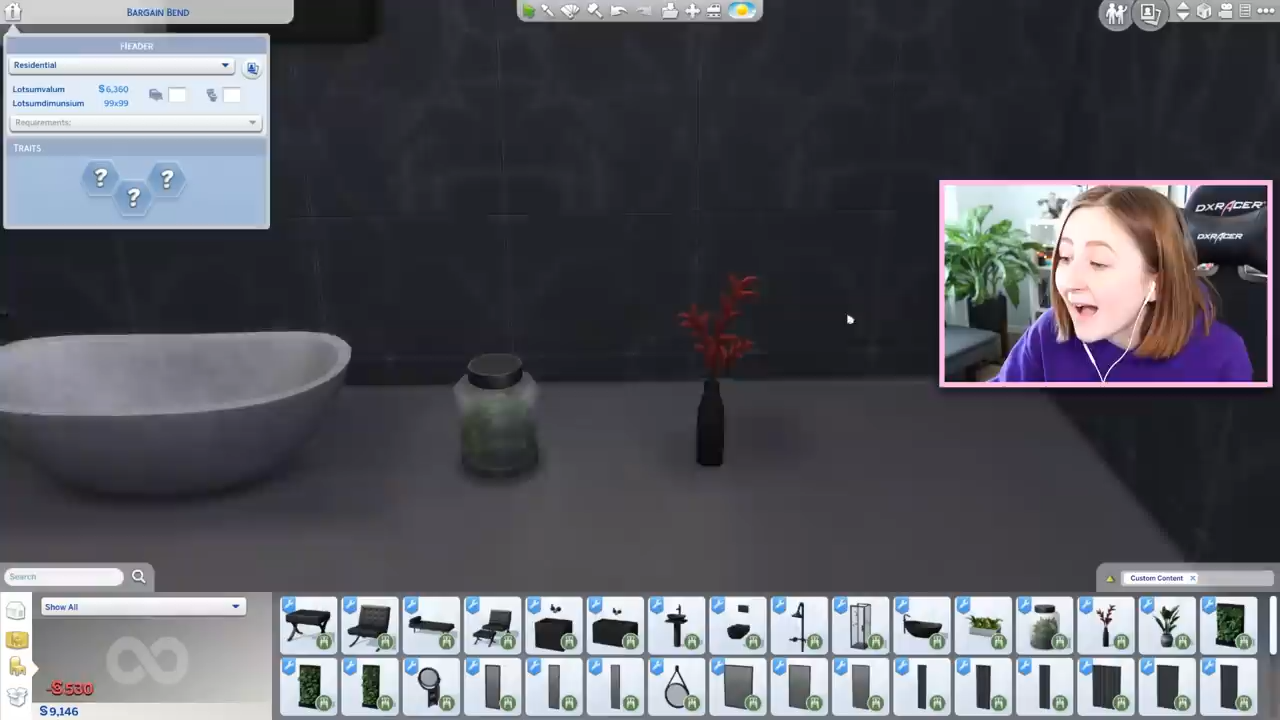 BARGAIN BEND
HEADER
Residential
Lotsumvalum §6,360
Lotsumdimunsium 99x99
Requirements:
TRAITS
? ? ?
DXRACER
DXRACER
Search
Custom Content ×
Show All
-§530
§9,146